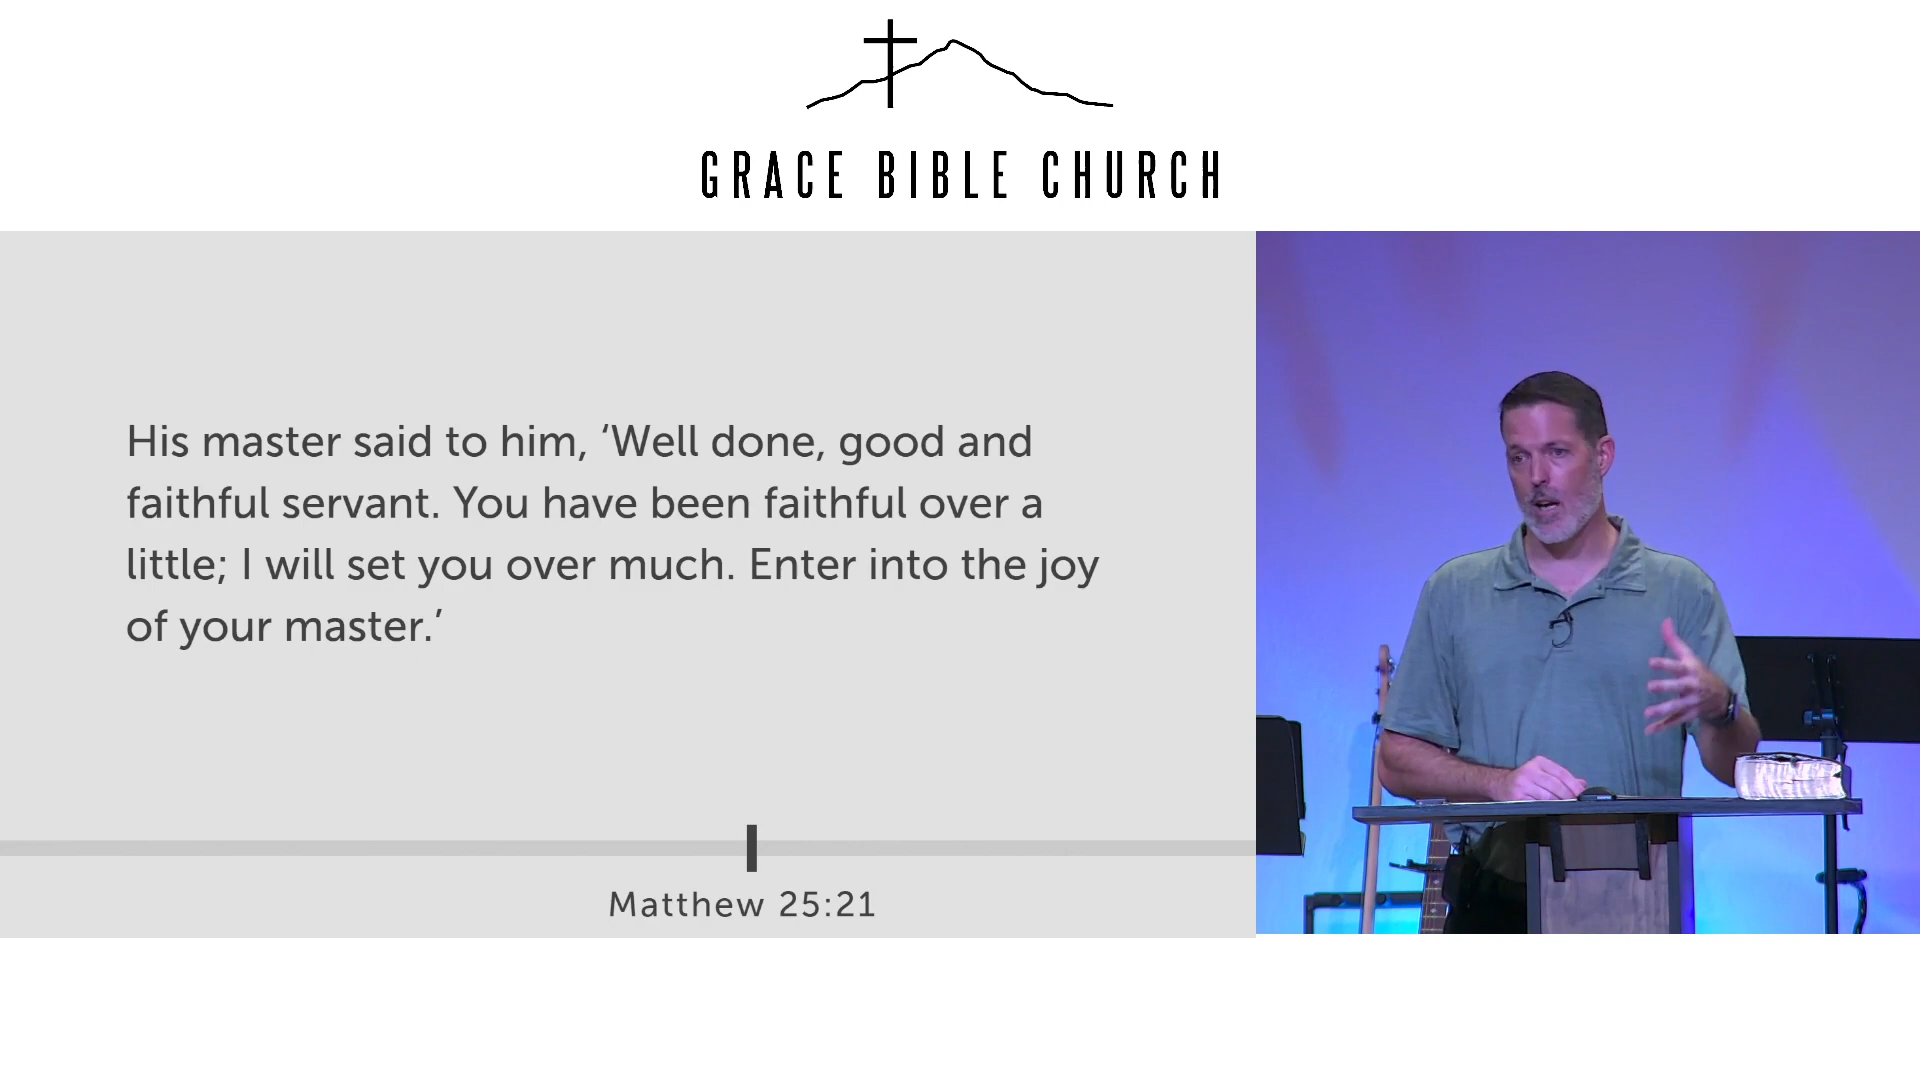 GRACE BIBLE CHURCH
His master said to him, ‘Well done, good and
faithful servant. You have been faithful over a
little; I will set you over much. Enter into the joy
of your master.’
Matthew 25:21